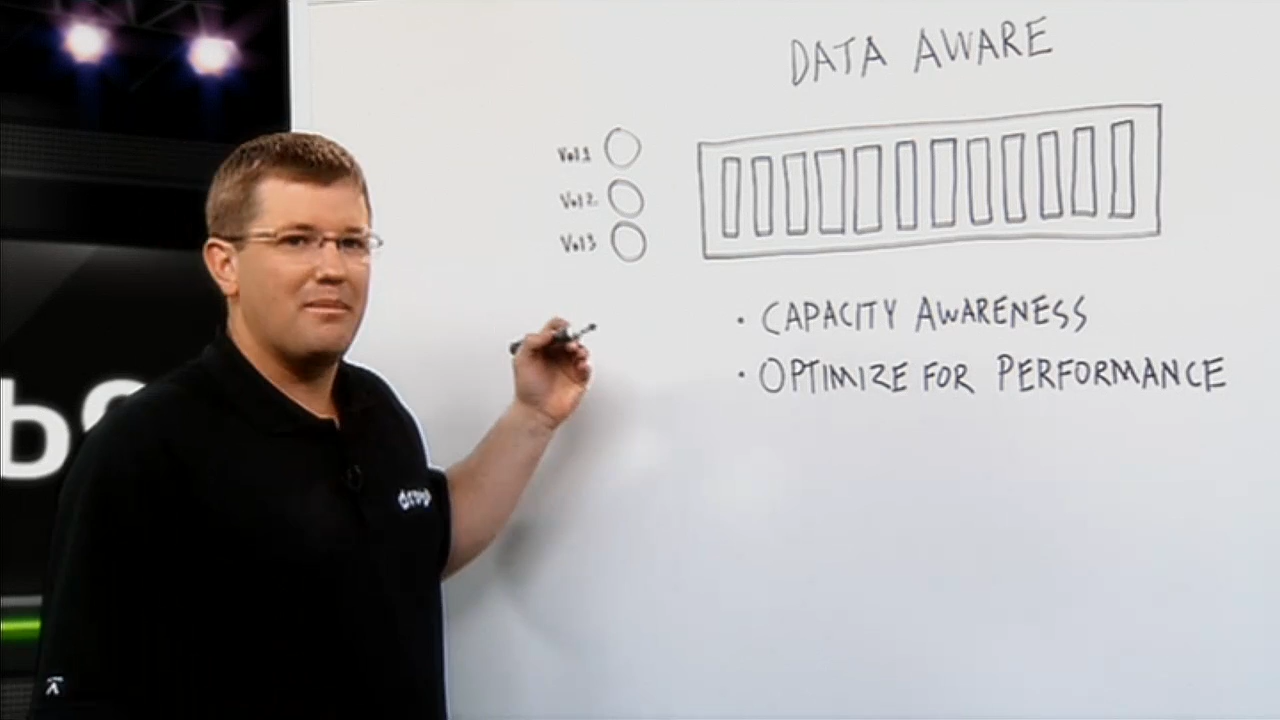 DATA AWARE
Vol1
Vol2
Vol3
• CAPACITY AWARENESS
• OPTIMIZE FOR PERFORMANCE